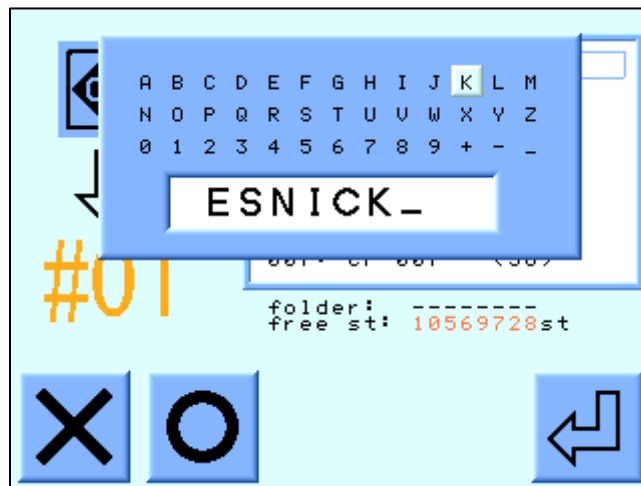 A B C D E F G H I J K L M
N O P Q R S T U V W X Y Z
0 1 2 3 4 5 6 7 8 9 + - _
ESNICK_
#01
folder: --------
free st: 10569728st